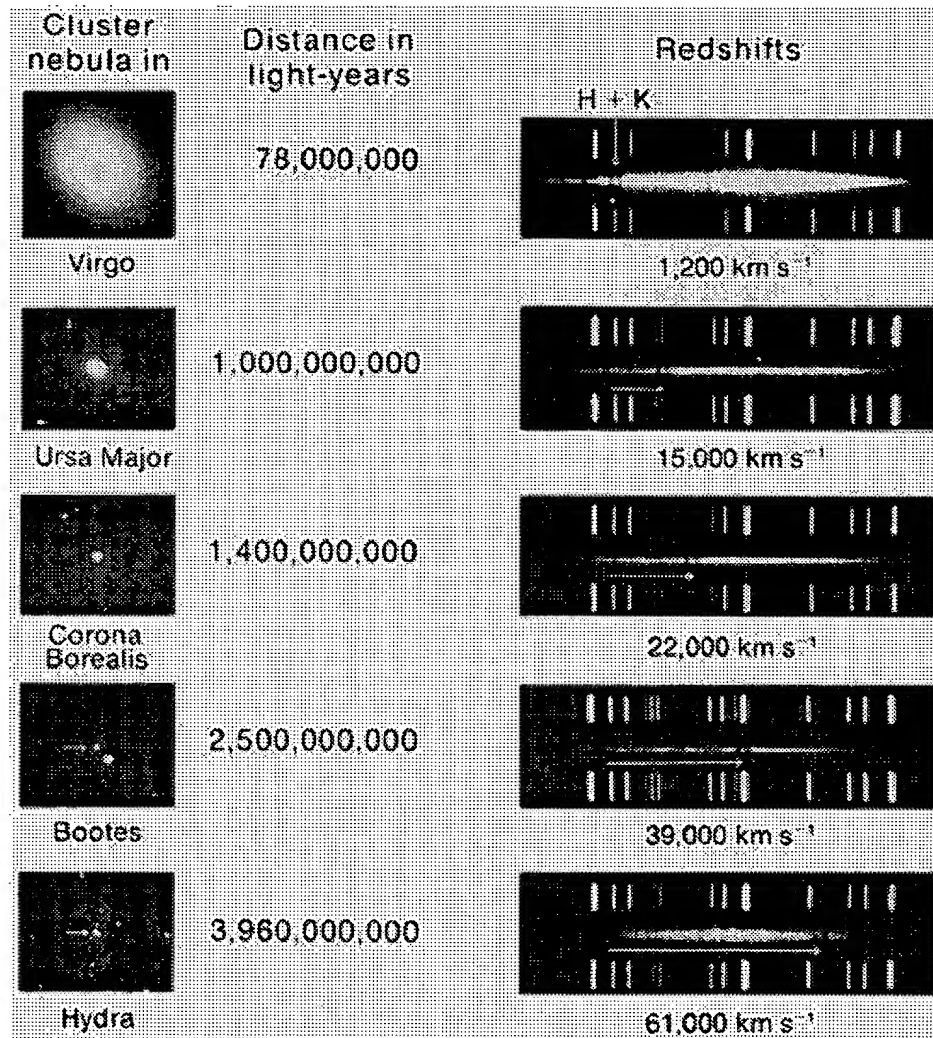 Cluster
nebula in
Distance in
light-years
Redshifts
H + K
78,000,000
Virgo
1,200 km s⁻¹
1,000,000,000
Ursa Major
15,000 km s⁻¹
1,400,000,000
Corona
Borealis
22,000 km s⁻¹
2,500,000,000
Bootes
39,000 km s⁻¹
3,960,000,000
Hydra
61,000 km s⁻¹